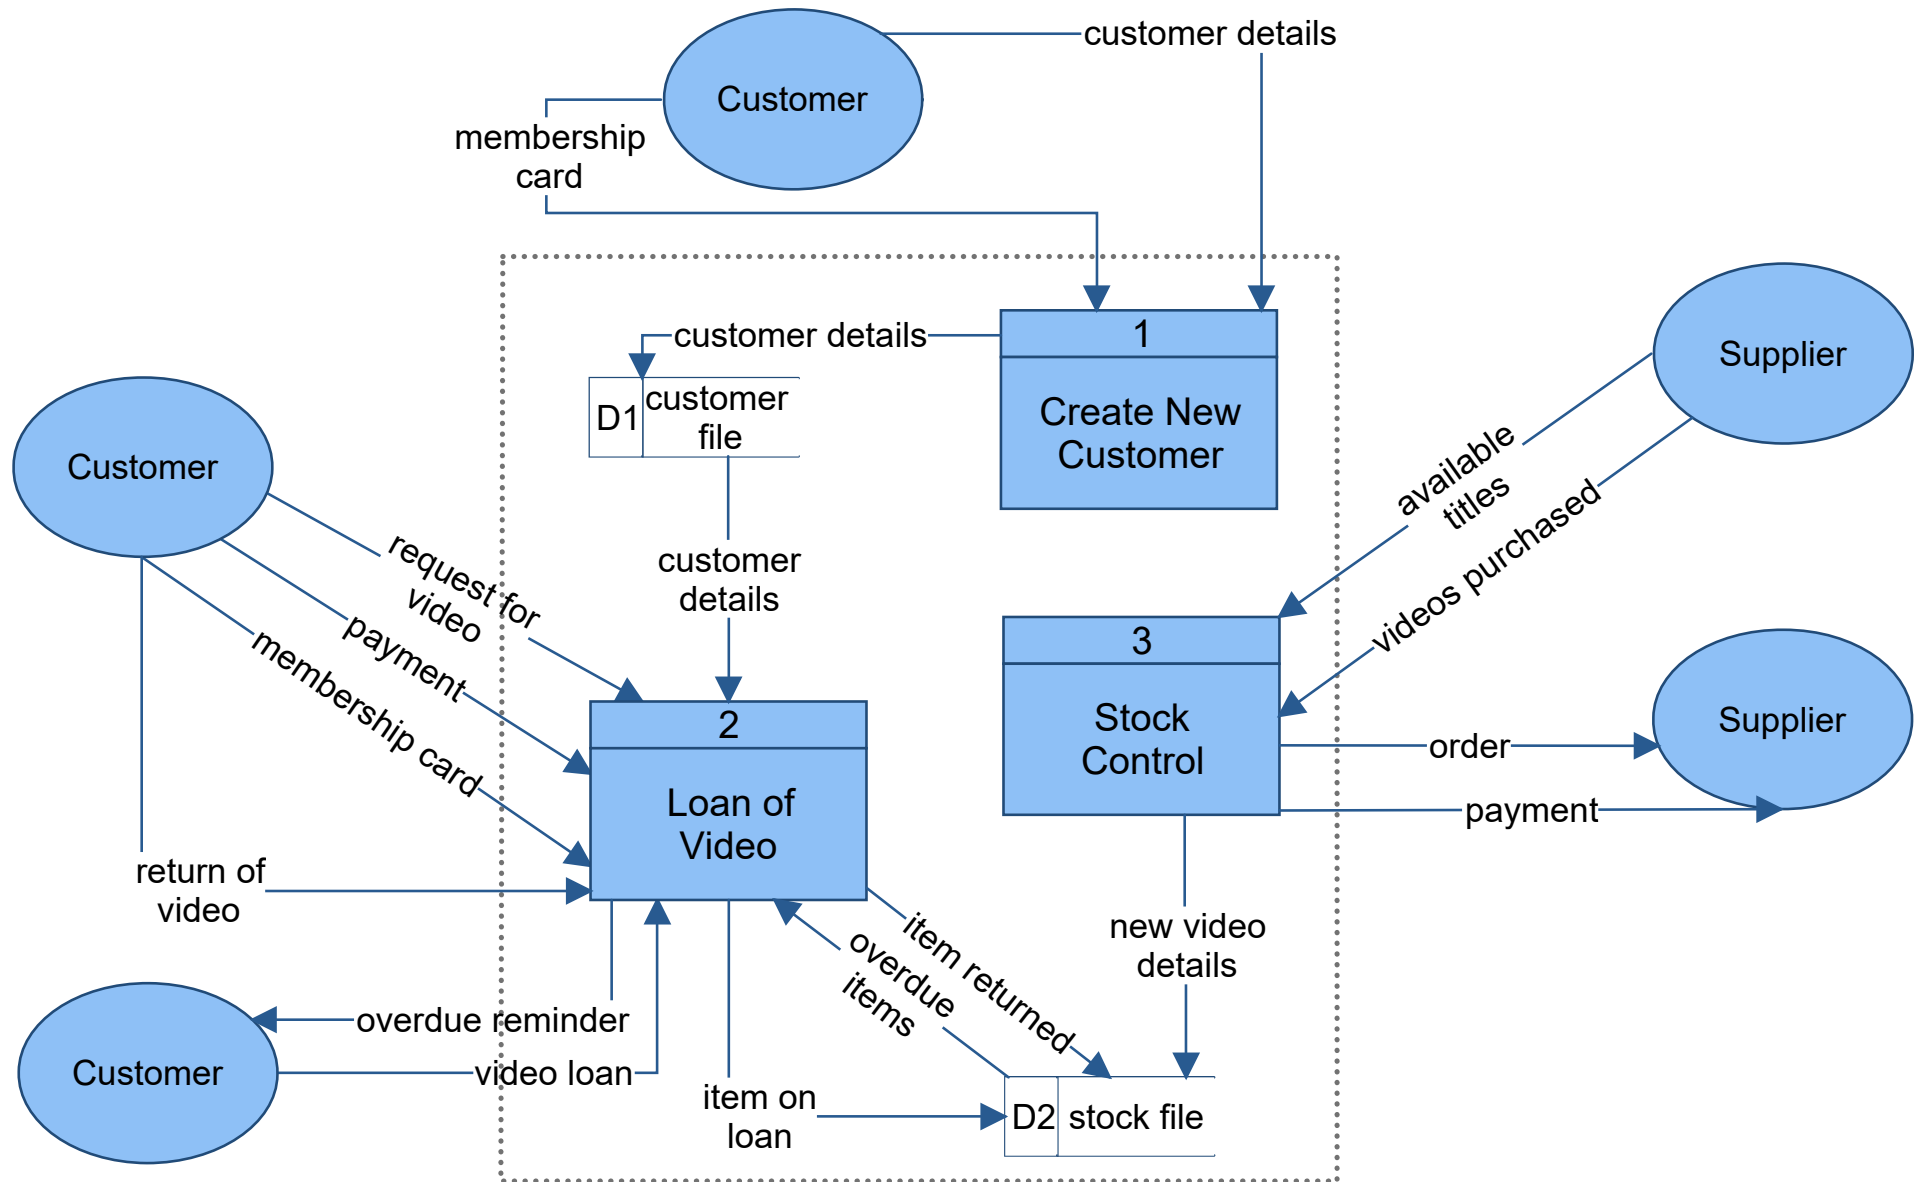 customer details
Customer
membership
card
customer details
1
Create New
Customer
Supplier
D1
customer
file
Customer
available
titles
videos purchased
request for
video
customer
details
payment
membership card
3
Stock
Control
Supplier
order
payment
2
Loan of
Video
return of
video
item returned
overdue
items
new video
details
overdue reminder
Customer
video loan
item on
loan
D2
stock file